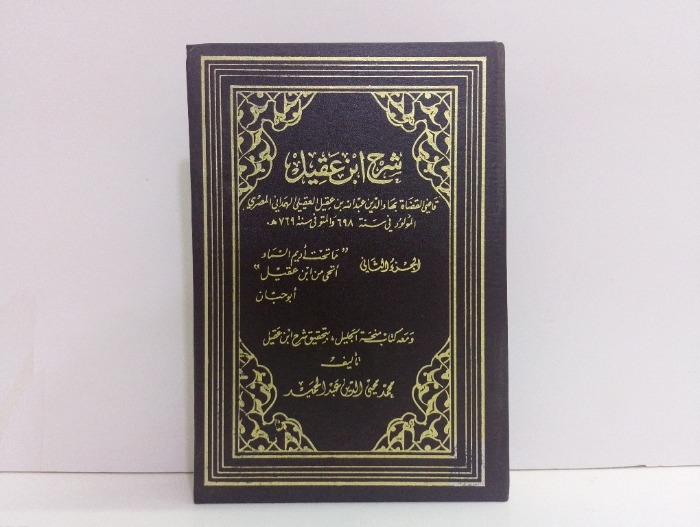 شرح ابن عقيل
قاضي القضاة بهاء الدين عبد الله بن عقيل العقيلي الهمداني المصري
المولود في سنة ٦٩٨ والمتوفى سنة ٧٦٩ هـ
الجزء الثاني
"ما تحت أديم السماء
أنحى من ابن عقيل"
أبو حيان
ومعه كتاب منحة الجليل، بتحقيق شرح ابن عقيل
تأليف
محمد محيي الدين عبد الحميد